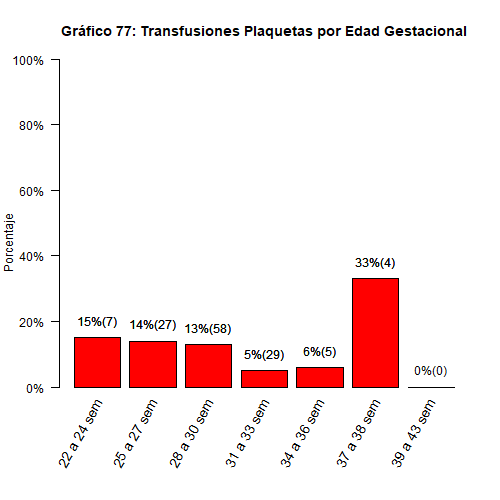 Gráfico 77: Transfusiones Plaquetas por Edad Gestacional
Porcentaje
100%
80%
60%
40%
20%
0%
15%(7)
14%(27)
13%(58)
5%(29)
6%(5)
33%(4)
0%(0)
22 a 24 sem
25 a 27 sem
28 a 30 sem
31 a 33 sem
34 a 36 sem
37 a 38 sem
39 a 43 sem